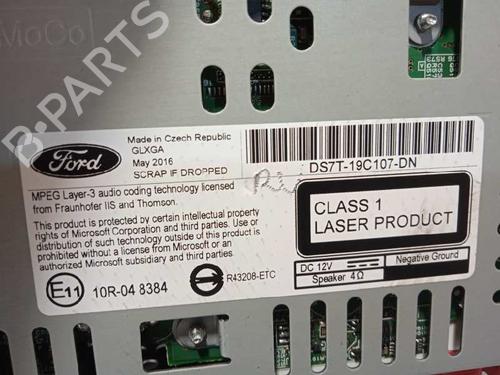 MoCo
B-PARTS
Ford
Made in Czech Republic
GLXGA
May 2016
SCRAP IF DROPPED
DS7T-19C107-DN
MPEG Layer-3 audio coding technology licensed
from Fraunhofer IIS and Thomson.
This product is protected by certain intellectual property
rights of Microsoft Corporation and third parties. Use or
distribution of such technology outside of this product is
prohibited without a license from Microsoft or an
authorized Microsoft subsidiary and third parties.
CLASS 1
LASER PRODUCT
DC 12V
Negative Ground
Speaker 4Ω
E11 10R-04 8384
R43208-ETC